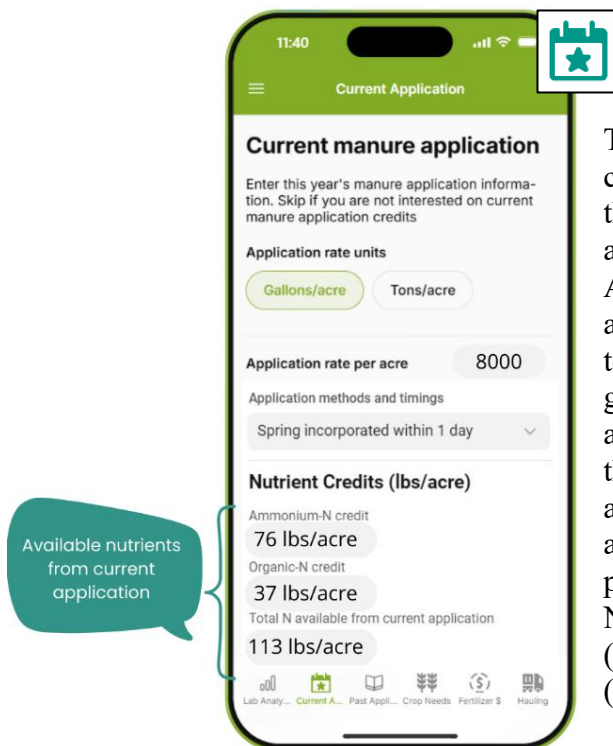 11:40
Current Application
Current manure application
Enter this year's manure application informa-
tion. Skip if you are not interested on current
manure application credits
Application rate units
Gallons/acre Tons/acre
Application rate per acre 8000
Application methods and timings
Spring incorporated within 1 day
Nutrient Credits (lbs/acre)
Ammonium-N credit
76 lbs/acre
Organic-N credit
37 lbs/acre
Total N available from current application
113 lbs/acre
Lab Analy... Current A... Past Appli... Crop Needs Fertilizer $ Hauling
Available nutrients
from current
application